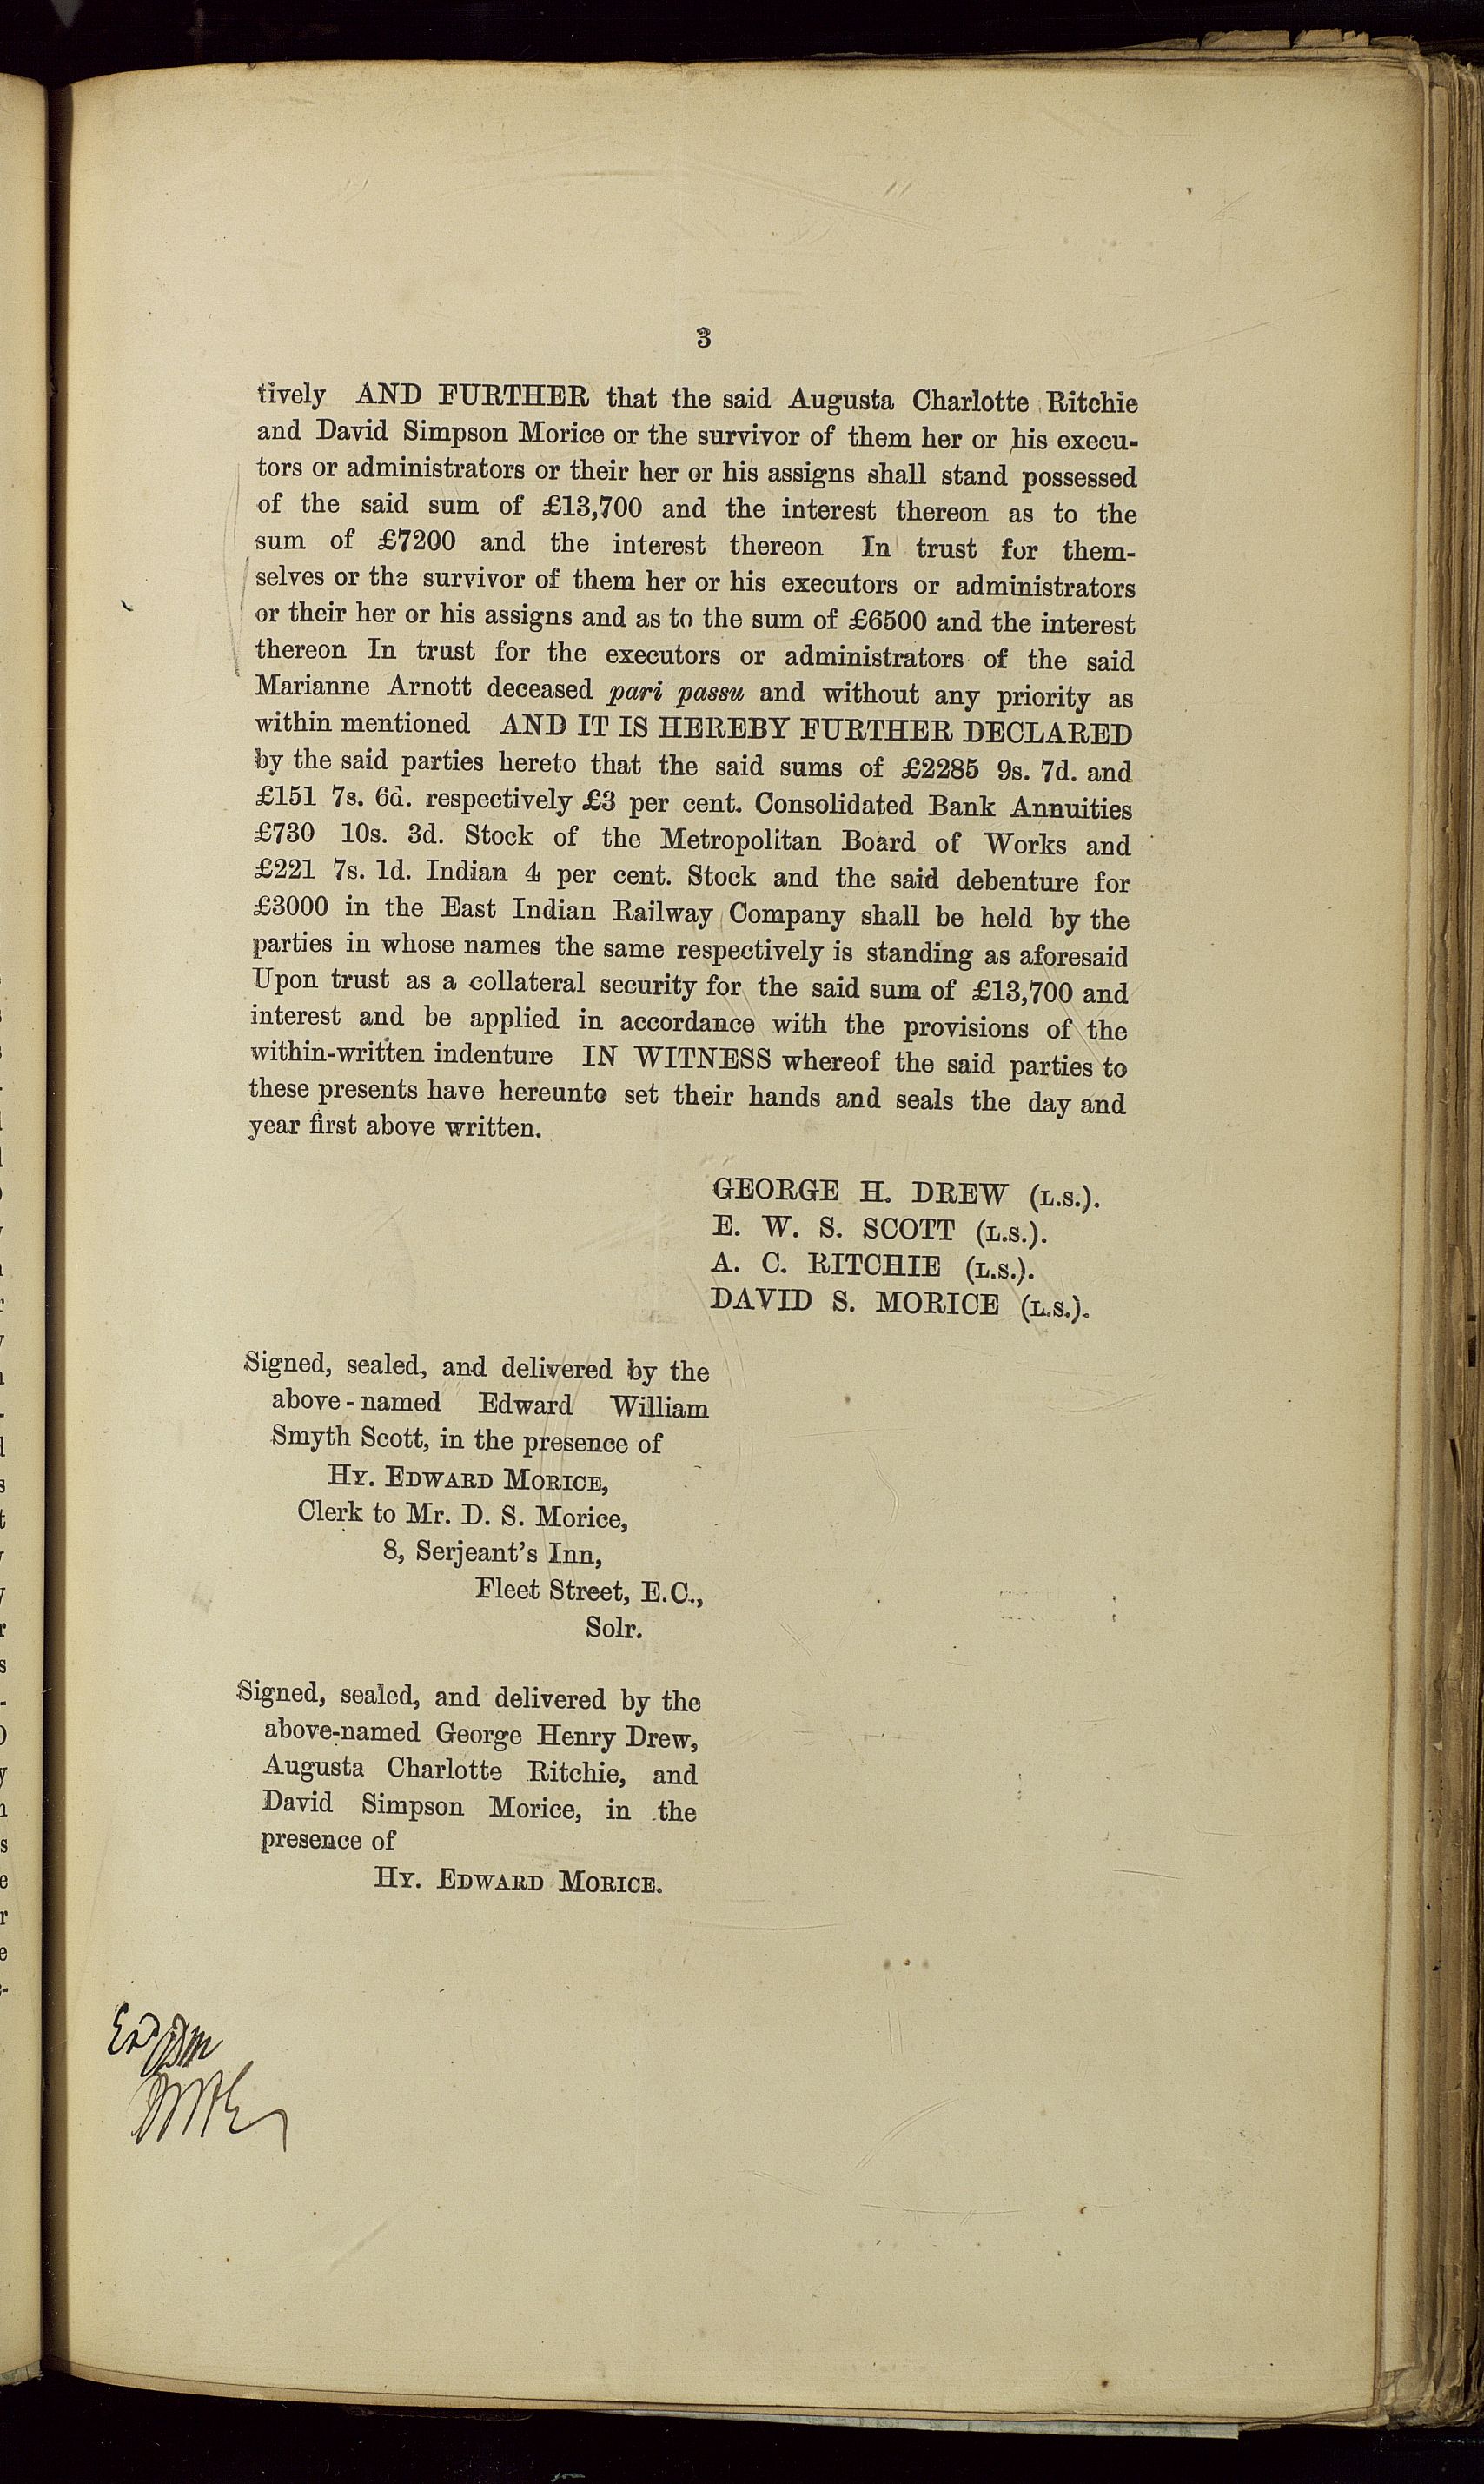 3
tively AND FURTHER that the said Augusta Charlotte Ritchie
and David Simpson Morice or the survivor of them her or his execu-
tors or administrators or their her or his assigns shall stand possessed
of the said sum of £13,700 and the interest thereon as to the
sum of £7200 and the interest thereon In trust for them-
selves or the survivor of them her or his executors or administrators
or their her or his assigns and as to the sum of £6500 and the interest
thereon In trust for the executors or administrators of the said
Marianne Arnott deceased pari passu and without any priority as
within mentioned AND IT IS HEREBY FURTHER DECLARED
by the said parties hereto that the said sums of £2285 9s. 7d. and
£151 7s. 6d. respectively £3 per cent. Consolidated Bank Annuities
£730 10s. 3d. Stock of the Metropolitan Board of Works and
£221 7s. 1d. Indian 4 per cent. Stock and the said debenture for
£3000 in the East Indian Railway Company shall be held by the
parties in whose names the same respectively is standing as aforesaid
Upon trust as a collateral security for the said sum of £13,700 and
interest and be applied in accordance with the provisions of the
within-written indenture IN WITNESS whereof the said parties to
these presents have hereunto set their hands and seals the day and
year first above written.
GEORGE H. DREW (L.S.).
E. W. S. SCOTT (L.S.).
A. C. RITCHIE (L.S.).
DAVID S. MORICE (L.S.).
Signed, sealed, and delivered by the
above-named Edward William
Smyth Scott, in the presence of
HY. EDWARD MORICE,
Clerk to Mr. D. S. Morice,
8, Serjeant's Inn,
Fleet Street, E.C.,
Solr.
Signed, sealed, and delivered by the
above-named George Henry Drew,
Augusta Charlotte Ritchie, and
David Simpson Morice, in the
presence of
HY. EDWARD MORICE.